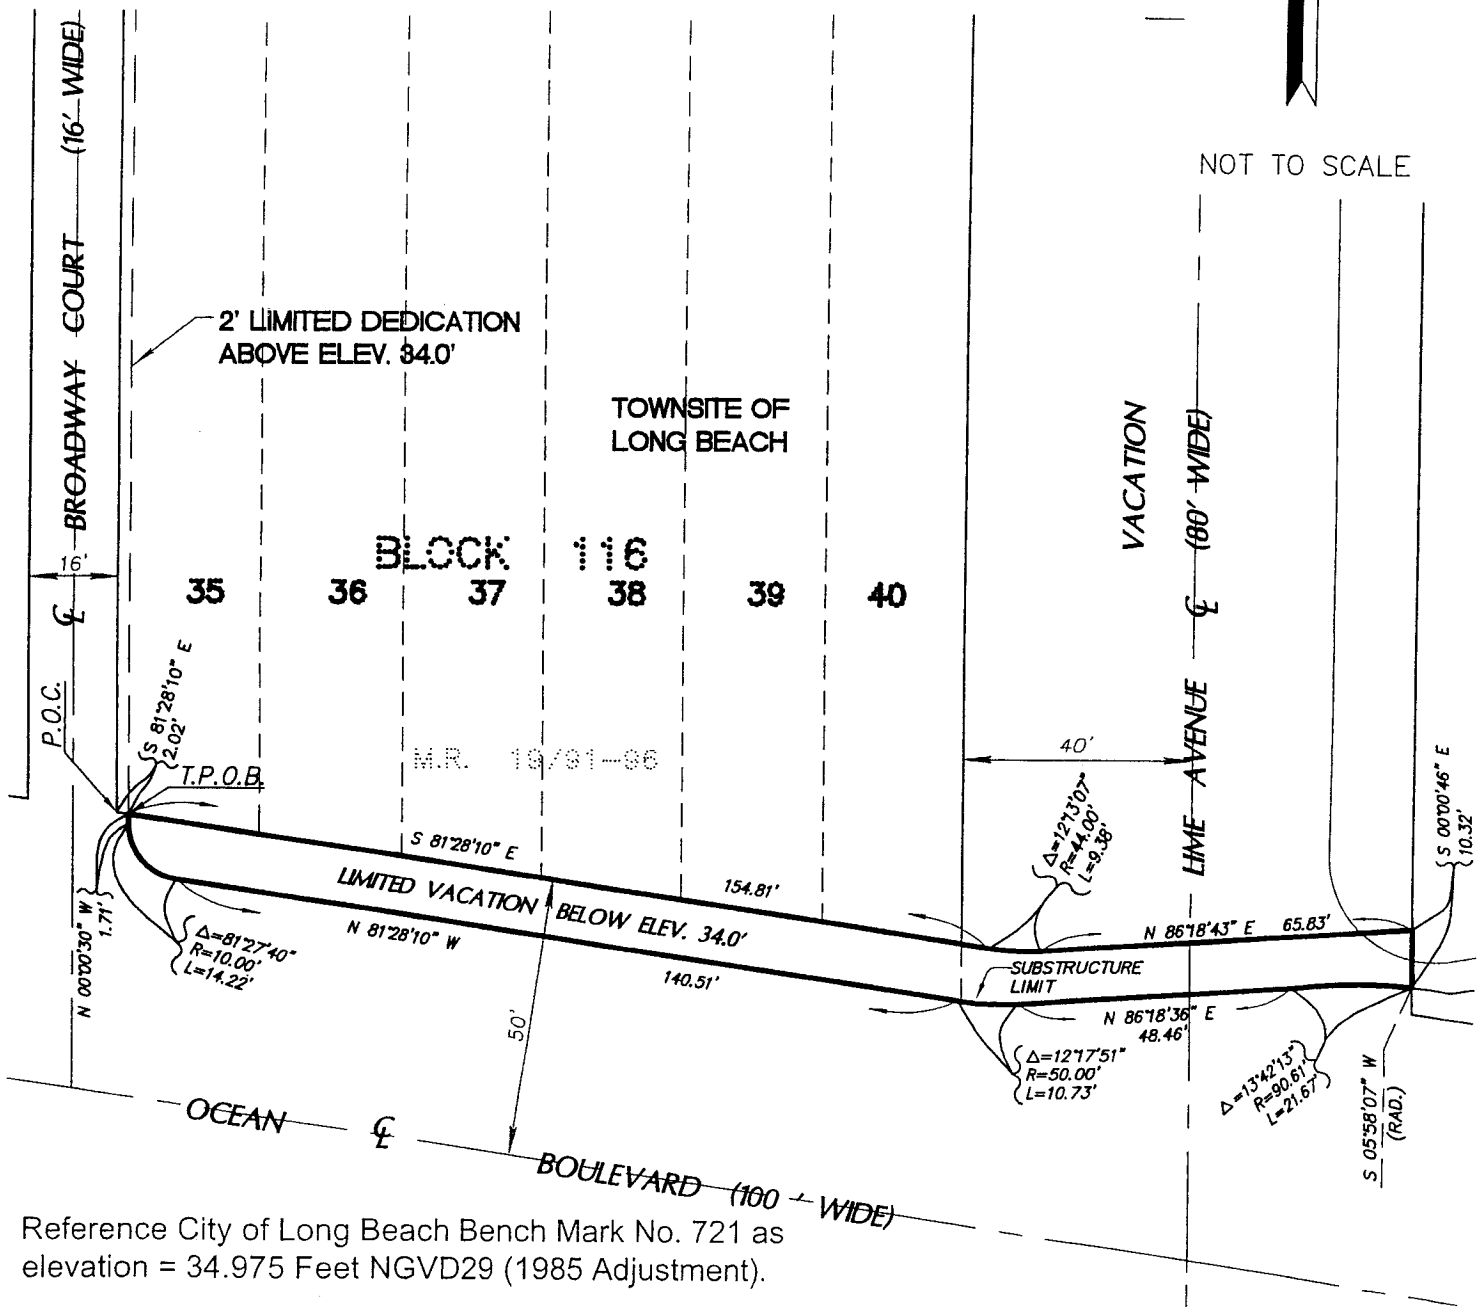 NOT TO SCALE
BROADWAY COURT (16' WIDE)
2' LIMITED DEDICATION
ABOVE ELEV. 34.0'
TOWNSITE OF
LONG BEACH
VACATION
LIME AVENUE ℄ (80' WIDE)
BLOCK 116
16'
℄
35 36 37 38 39 40
P.O.C.
S 81°28'10" E
2.02'
T.P.O.B.
M.R. 19/91-96
40'
Δ=12°13'07"
R=44.00'
L=9.38'
S 00°00'46" E
10.32'
S 81°28'10" E
154.81'
LIMITED VACATION BELOW ELEV. 34.0'
N 86°18'43" E 65.83'
N 00°00'30" W
1.71'
Δ=81°27'40"
R=10.00'
L=14.22'
N 81°28'10" W
140.51'
SUBSTRUCTURE
LIMIT
N 86°18'36" E
48.46'
50'
Δ=12°17'51"
R=50.00'
L=10.73'
Δ=13°42'13"
R=90.61'
L=21.67'
S 05°58'07" W
(RAD.)
OCEAN ℄ BOULEVARD (100 ' WIDE)
Reference City of Long Beach Bench Mark No. 721 as
elevation = 34.975 Feet NGVD29 (1985 Adjustment).